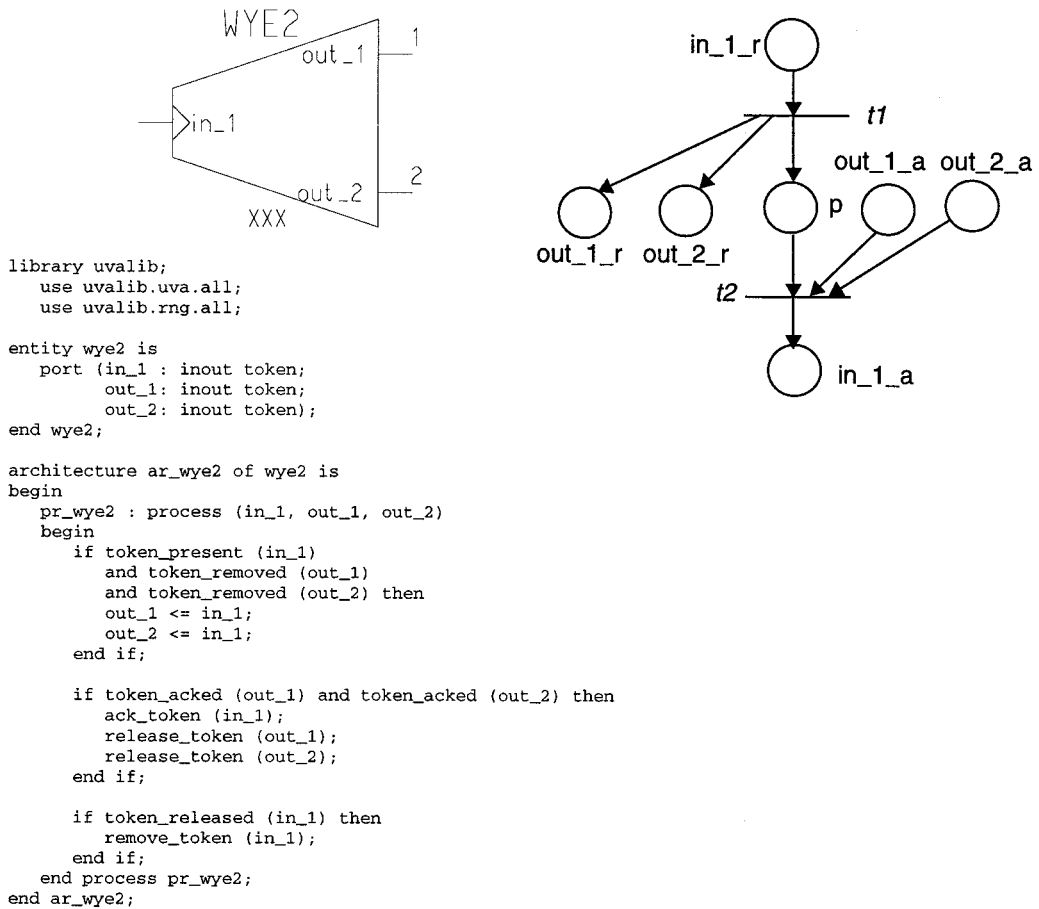 WYE2
out_1
1
in_1
out_2
2
XXX
in_1_r
t1
out_1_a out_2_a
p
out_1_r out_2_r
t2
in_1_a
library uvalib;
use uvalib.uva.all;
use uvalib.rng.all;
entity wye2 is
port (in_1 : inout token;
out_1: inout token;
out_2: inout token);
end wye2;
architecture ar_wye2 of wye2 is
begin
pr_wye2 : process (in_1, out_1, out_2)
begin
if token_present (in_1)
and token_removed (out_1)
and token_removed (out_2) then
out_1 <= in_1;
out_2 <= in_1;
end if;
if token_acked (out_1) and token_acked (out_2) then
ack_token (in_1);
release_token (out_1);
release_token (out_2);
end if;
if token_released (in_1) then
remove_token (in_1);
end if;
end process pr_wye2;
end ar_wye2;